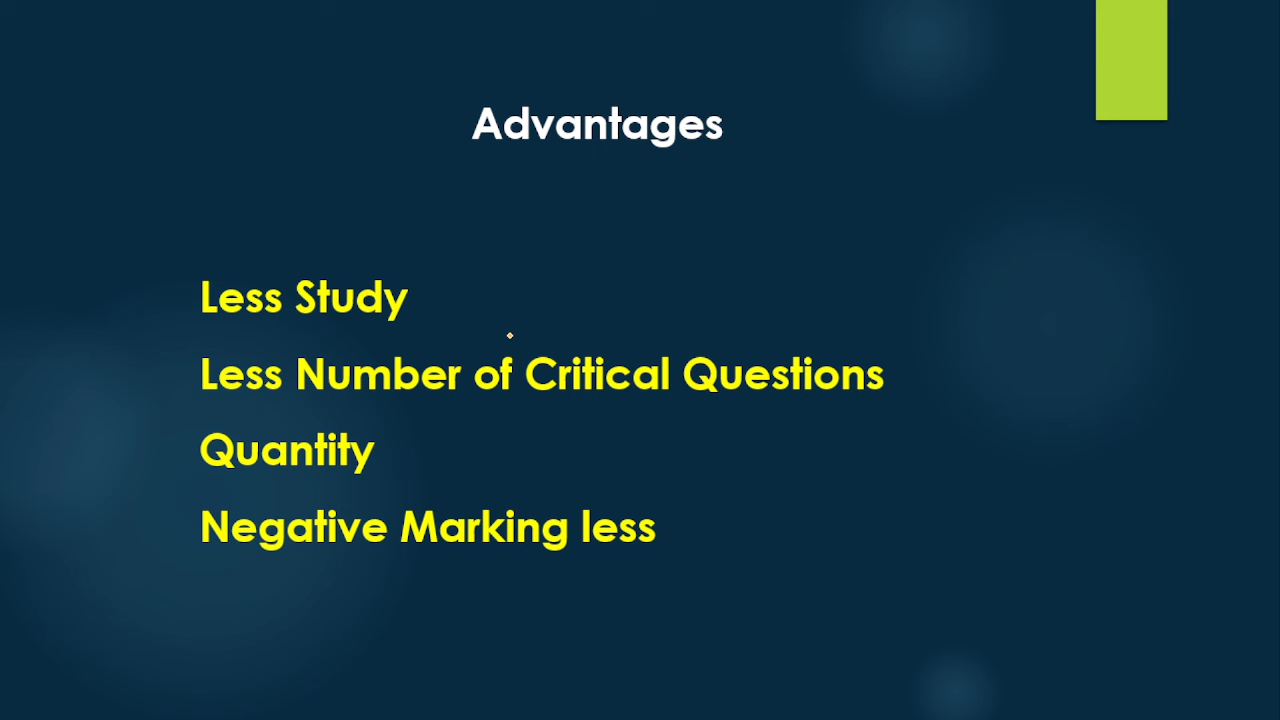 Advantages
Less Study
Less Number of Critical Questions
Quantity
Negative Marking less